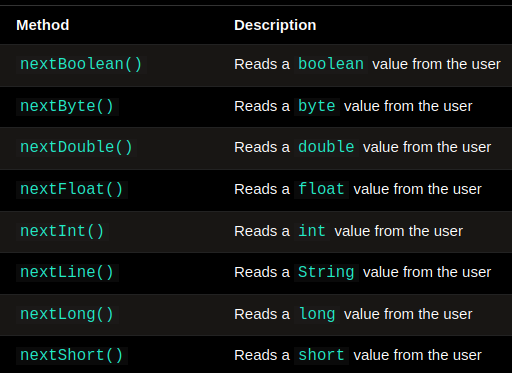 Method Description
nextBoolean() Reads a boolean value from the user
nextByte() Reads a byte value from the user
nextDouble() Reads a double value from the user
nextFloat() Reads a float value from the user
nextInt() Reads a int value from the user
nextLine() Reads a String value from the user
nextLong() Reads a long value from the user
nextShort() Reads a short value from the user